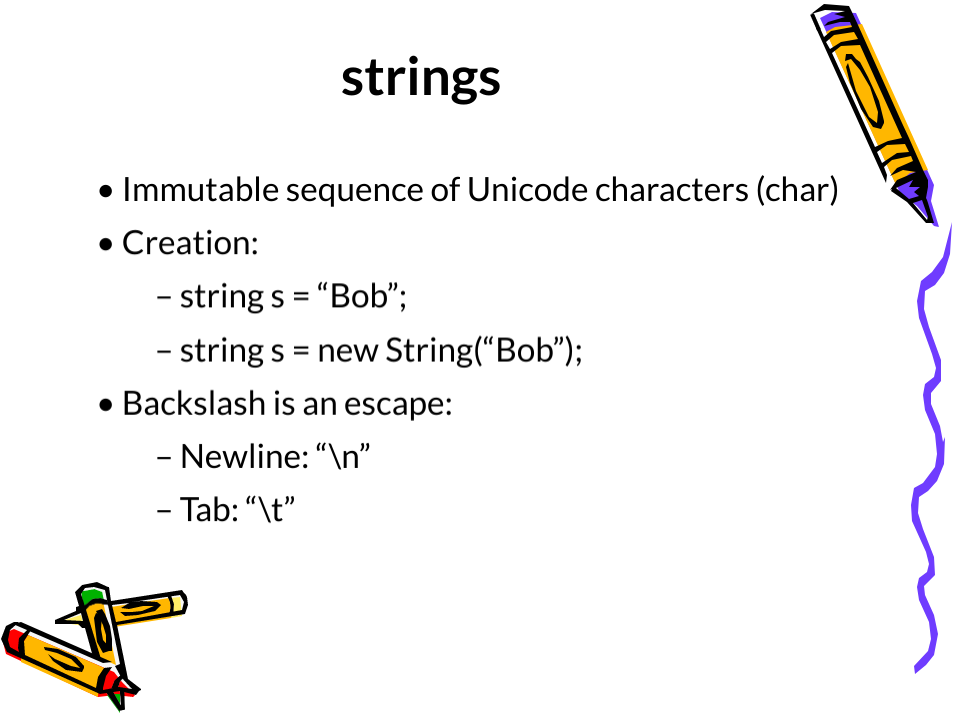 strings
• Immutable sequence of Unicode characters (char)
• Creation:
– string s = “Bob”;
– string s = new String(“Bob”);
• Backslash is an escape:
– Newline: “\n”
– Tab: “\t”